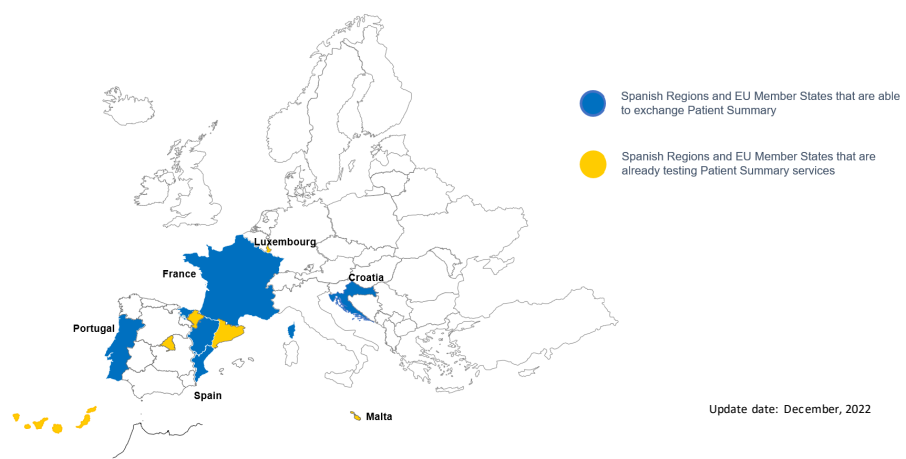 Spanish Regions and EU Member States that are able
to exchange Patient Summary
Spanish Regions and EU Member States that are
already testing Patient Summary services
Luxembourg
France
Croatia
Portugal
Spain
Malta
Update date: December, 2022